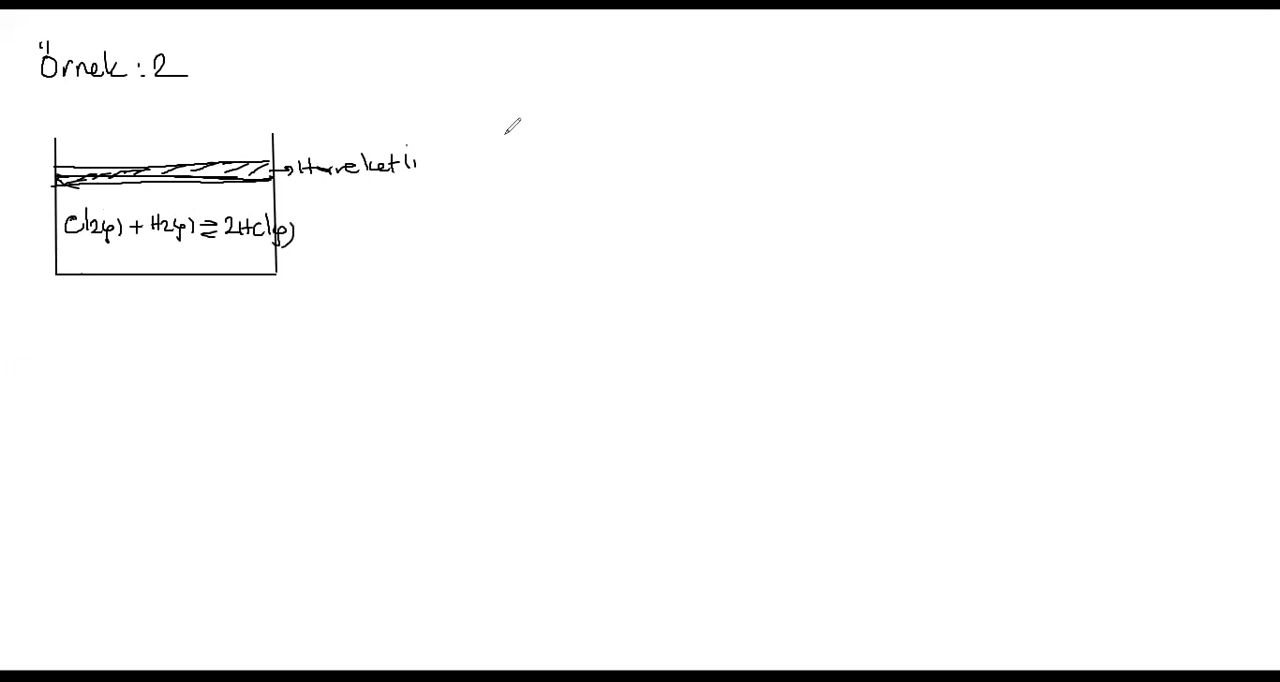 Örnek : 2
→ Hareketli
Cl2(g) + H2(g) ⇌ 2HCl(g)